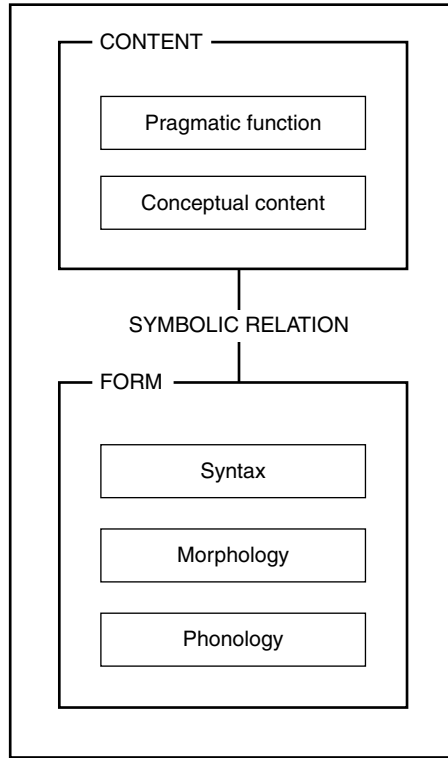 CONTENT
Pragmatic function
Conceptual content
SYMBOLIC RELATION
FORM
Syntax
Morphology
Phonology